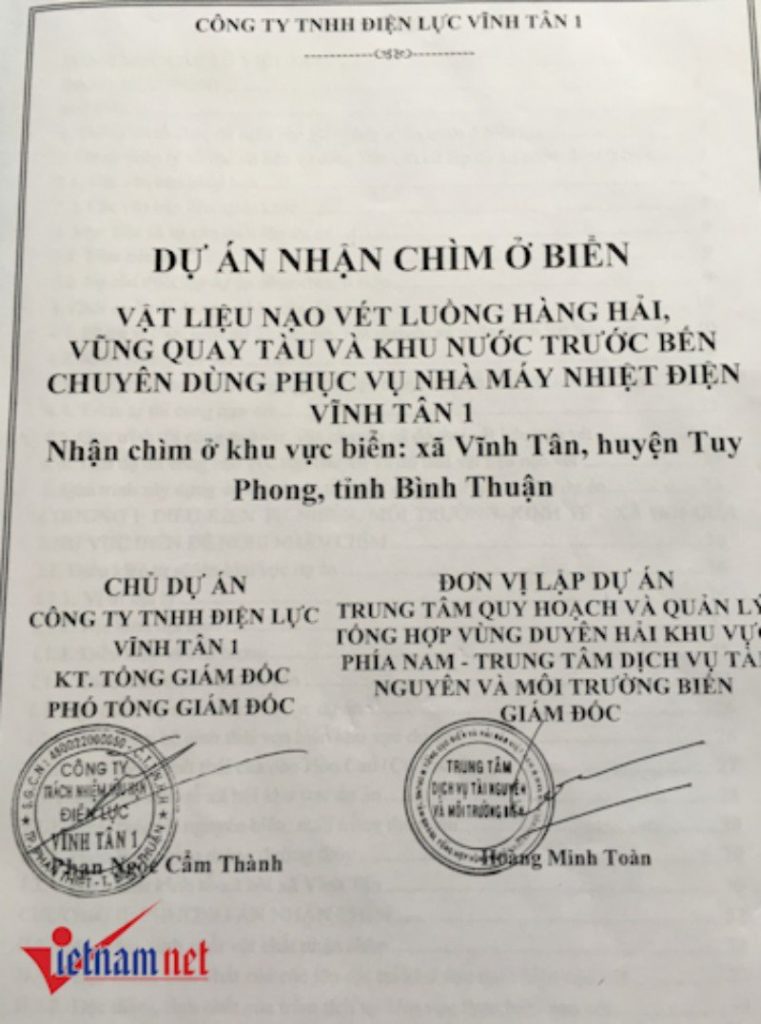 CÔNG TY TNHH ĐIỆN LỰC VĨNH TÂN 1
DỰ ÁN NHẬN CHÌM Ở BIỂN
VẬT LIỆU NẠO VÉT LUỒNG HÀNG HẢI,
VŨNG QUAY TÀU VÀ KHU NƯỚC TRƯỚC BẾN
CHUYÊN DÙNG PHỤC VỤ NHÀ MÁY NHIỆT ĐIỆN
VĨNH TÂN 1
Nhận chìm ở khu vực biển: xã Vĩnh Tân, huyện Tuy
Phong, tỉnh Bình Thuận
CHỦ DỰ ÁN
CÔNG TY TNHH ĐIỆN LỰC
VĨNH TÂN 1
KT. TỔNG GIÁM ĐỐC
PHÓ TỔNG GIÁM ĐỐC
CÔNG TY
TRÁCH NHIỆM HỮU HẠN
ĐIỆN LỰC
VĨNH TÂN 1
Phan Ngọc Cẩm Thành
ĐƠN VỊ LẬP DỰ ÁN
TRUNG TÂM QUY HOẠCH VÀ QUẢN LÝ
TỔNG HỢP VÙNG DUYÊN HẢI KHU VỰC
PHÍA NAM - TRUNG TÂM DỊCH VỤ TÀI
NGUYÊN VÀ MÔI TRƯỜNG BIỂN
GIÁM ĐỐC
TRUNG TÂM
DỊCH VỤ TÀI NGUYÊN
VÀ MÔI TRƯỜNG BIỂN
Hoàng Minh Toàn
Vietnamnet